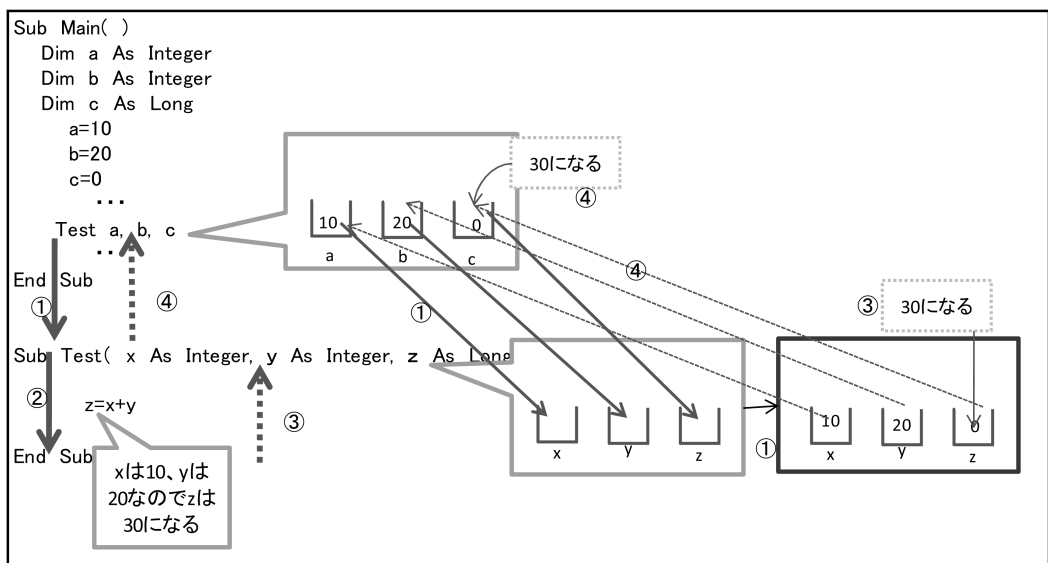 Sub Main( )
Dim a As Integer
Dim b As Integer
Dim c As Long
a=10
b=20
c=0
...
Test a, b, c
..
End Sub
30になる
④
10 20 0
a b c
① ④
①
④
③ 30になる
Sub Test( x As Integer, y As Integer, z As Long
②
z=x+y
③
End Sub
xは10、yは
20なのでzは
30になる
x y z
①
10 20 0
x y z